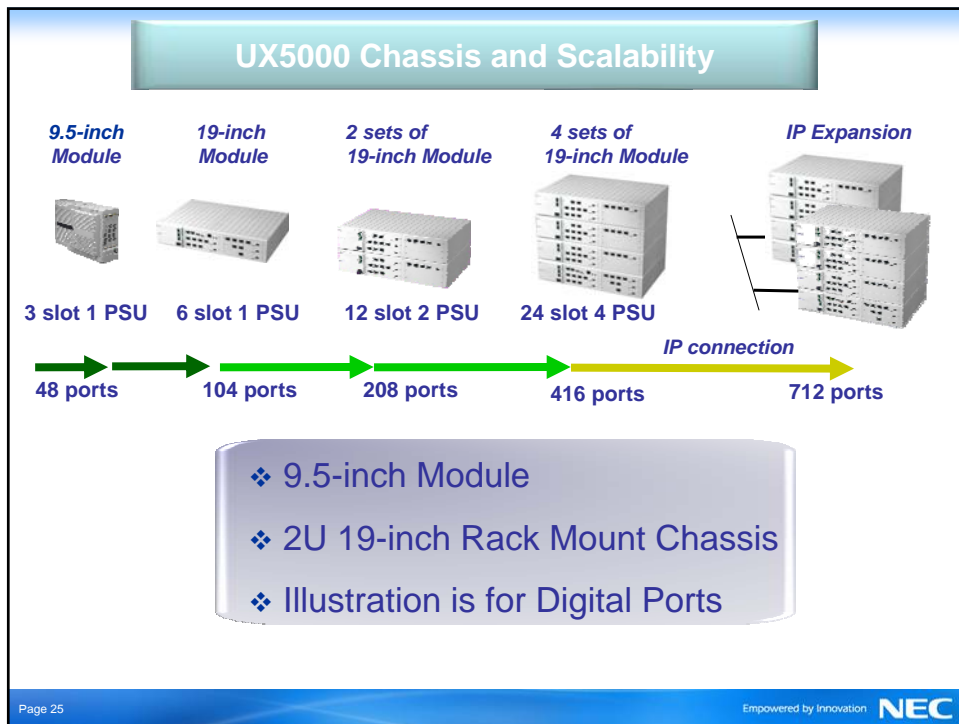 UX5000 Chassis and Scalability
9.5-inch
Module
19-inch
Module
2 sets of
19-inch Module
4 sets of
19-inch Module
IP Expansion
3 slot 1 PSU
6 slot 1 PSU
12 slot 2 PSU
24 slot 4 PSU
IP connection
48 ports
104 ports
208 ports
416 ports
712 ports
❖ 9.5-inch Module
❖ 2U 19-inch Rack Mount Chassis
❖ Illustration is for Digital Ports
Page 25
Empowered by Innovation NEC